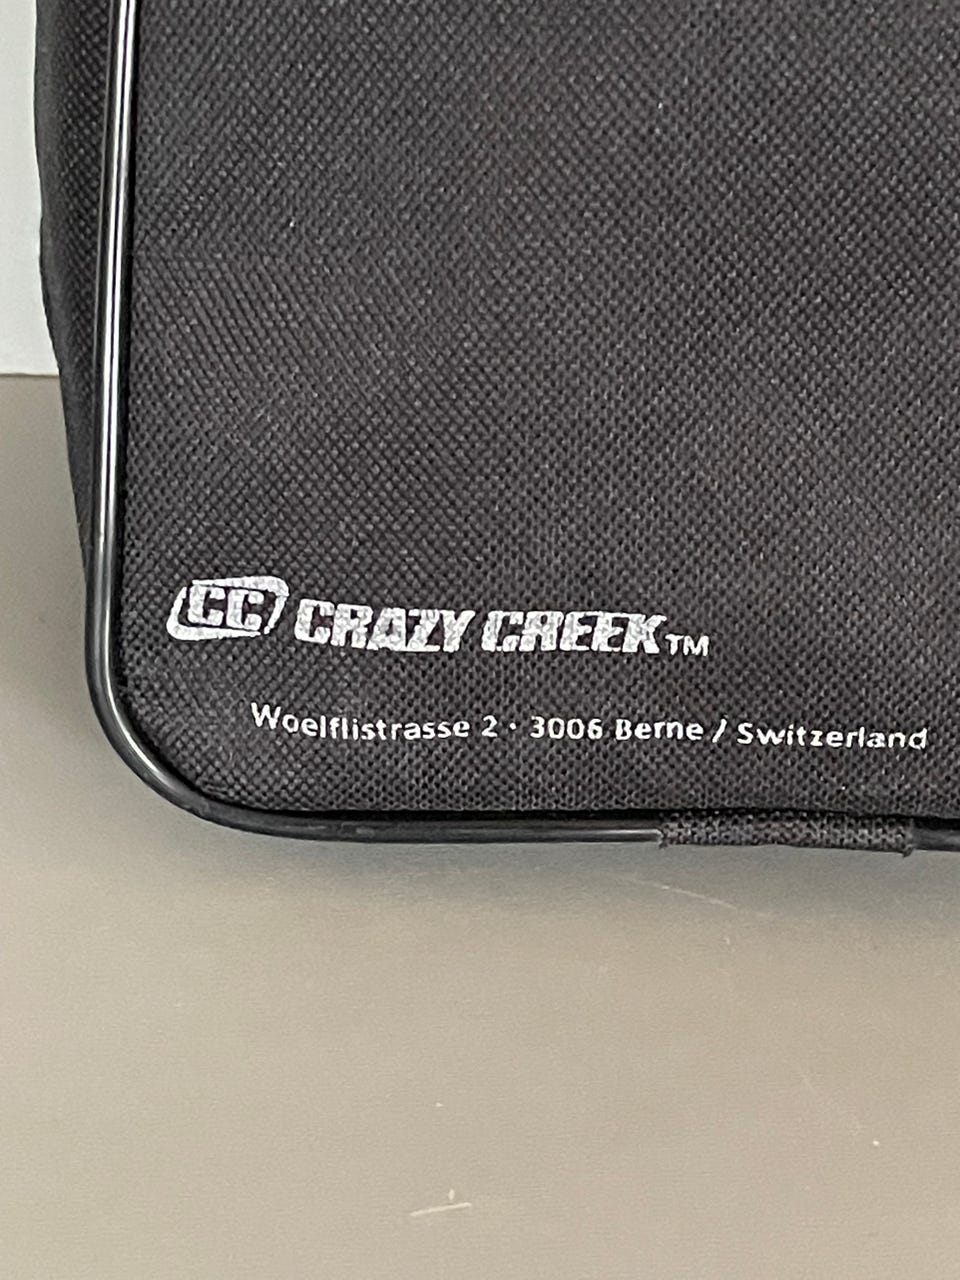 CC CRAZY CREEK™
Woelflistrasse 2 · 3006 Berne / Switzerland